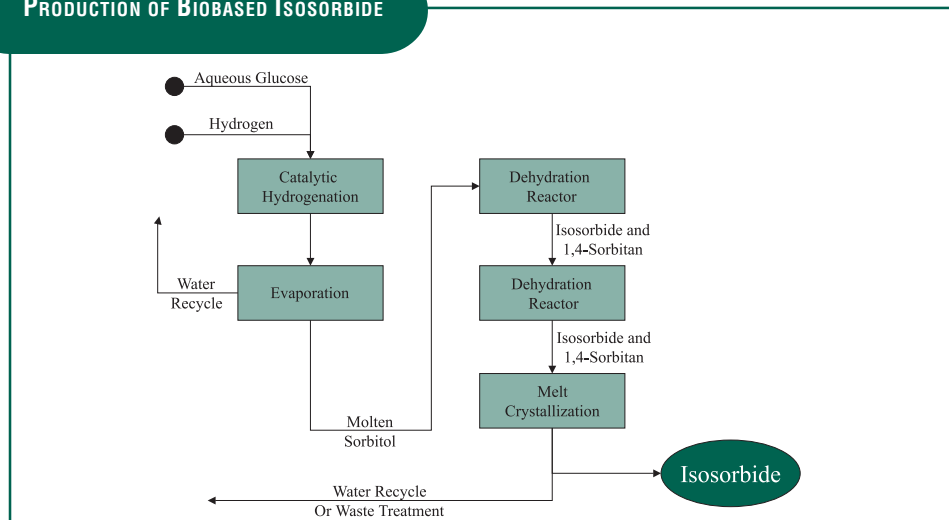 PRODUCTION OF BIOBASED ISOSORBIDE
Aqueous Glucose
Hydrogen
Catalytic
Hydrogenation
Water
Recycle
Evaporation
Molten
Sorbitol
Dehydration
Reactor
Isosorbide and
1,4-Sorbitan
Dehydration
Reactor
Isosorbide and
1,4-Sorbitan
Melt
Crystallization
Isosorbide
Water Recycle
Or Waste Treatment